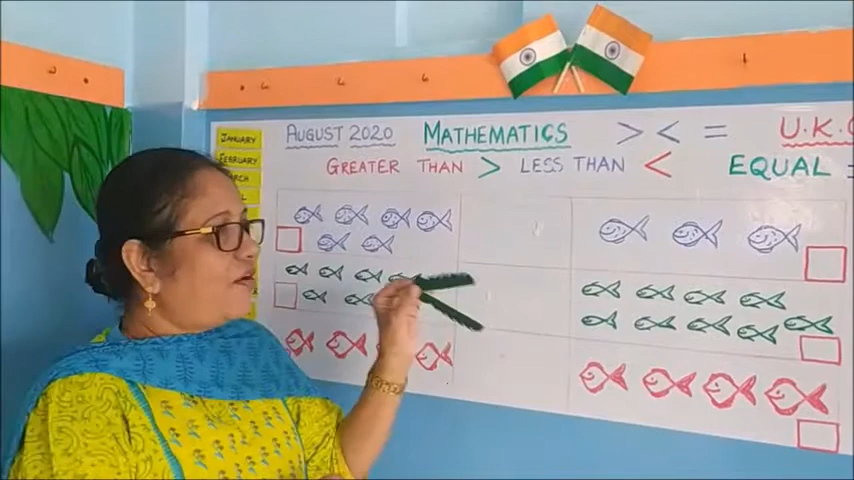 AUGUST 2020 MATHEMATICS > < = U.K.G
GREATER THAN > LESS THAN < EQUAL =
JANUARY
FEBRUARY